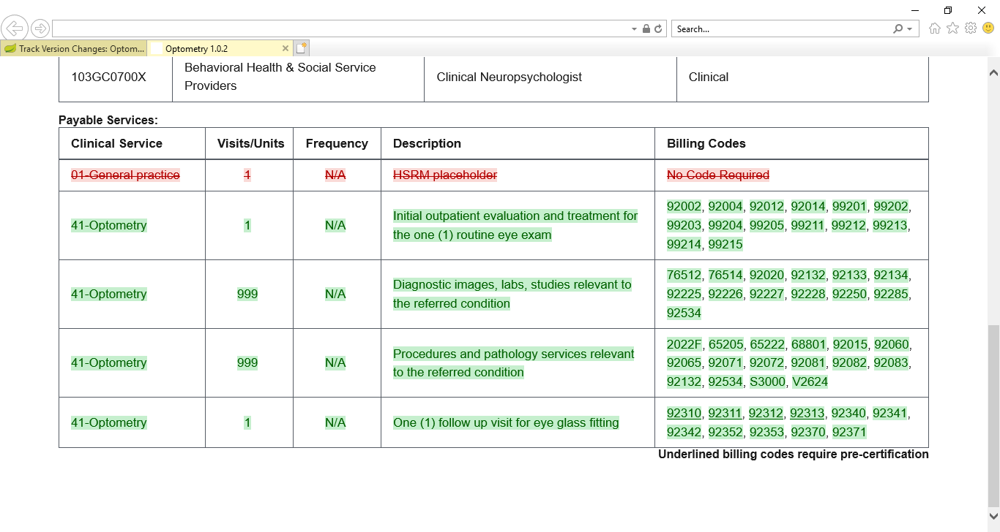 Search...
Track Version Changes: Optom...
Optometry 1.0.2
103GC0700X
Behavioral Health & Social Service
Providers
Clinical Neuropsychologist
Clinical
Payable Services:
Clinical Service
Visits/Units
Frequency
Description
Billing Codes
01-General practice
1
N/A
HSRM placeholder
No Code Required
41-Optometry
1
N/A
Initial outpatient evaluation and treatment for
the one (1) routine eye exam
92002, 92004, 92012, 92014, 99201, 99202,
99203, 99204, 99205, 99211, 99212, 99213,
99214, 99215
41-Optometry
999
N/A
Diagnostic images, labs, studies relevant to
the referred condition
76512, 76514, 92020, 92132, 92133, 92134,
92225, 92226, 92227, 92228, 92250, 92285,
92534
41-Optometry
999
N/A
Procedures and pathology services relevant
to the referred condition
2022F, 65205, 65222, 68801, 92015, 92060,
92065, 92071, 92072, 92081, 92082, 92083,
92132, 92534, S3000, V2624
41-Optometry
1
N/A
One (1) follow up visit for eye glass fitting
92310, 92311, 92312, 92313, 92340, 92341,
92342, 92352, 92353, 92370, 92371
Underlined billing codes require pre-certification